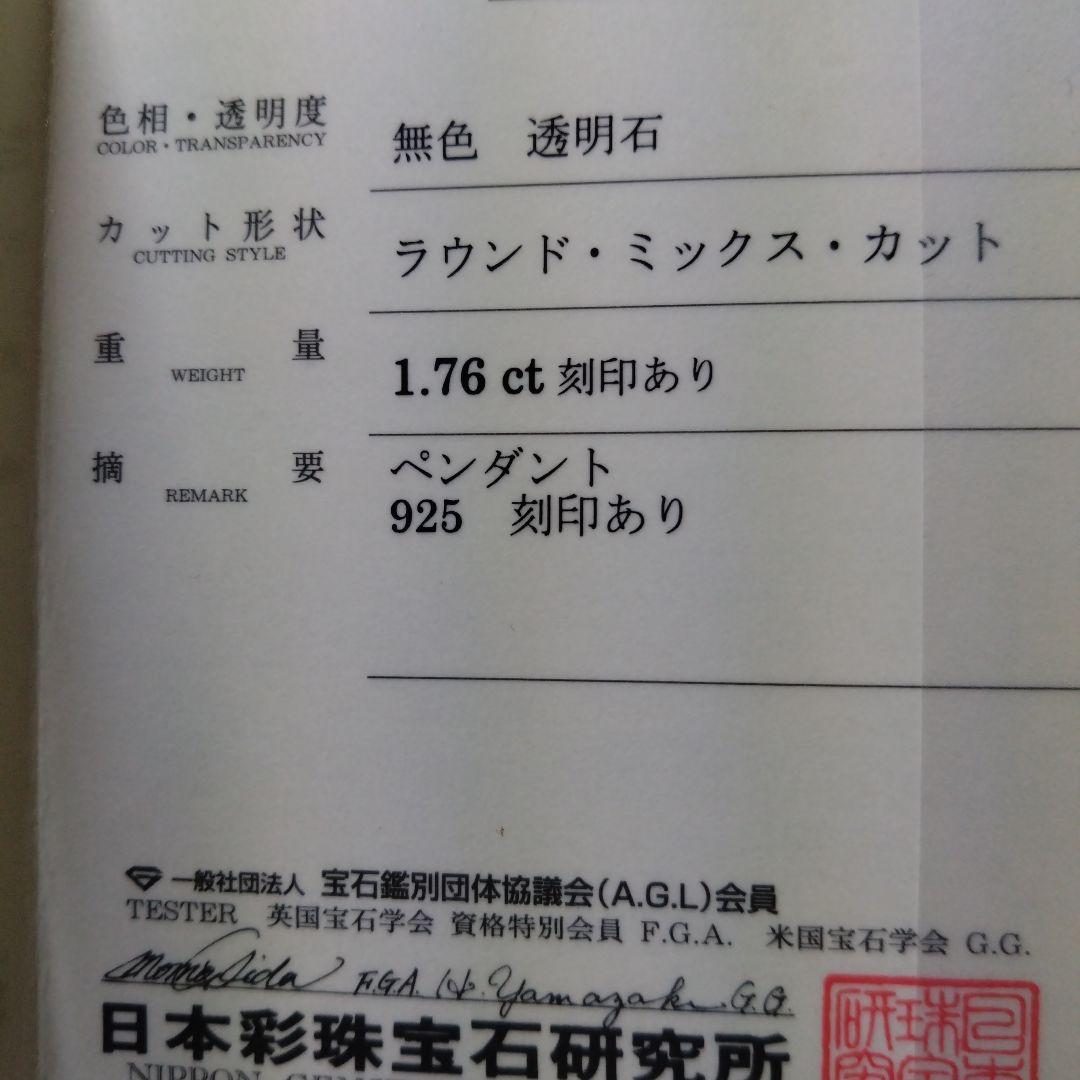 色相・透明度 無色 透明石
COLOR・TRANSPARENCY
カット形状 ラウンド・ミックス・カット
CUTTING STYLE
重量 1.76 ct 刻印あり
WEIGHT
摘要 ペンダント
REMARK 925 刻印あり
一般社団法人 宝石鑑別団体協議会(A.G.L)会員
TESTER 英国宝石学会 資格特別会員 F.G.A. 米国宝石学会 G.G.
F.G.A. H. Yamazaki G.G.
日本彩珠宝石研究所
NIPPON